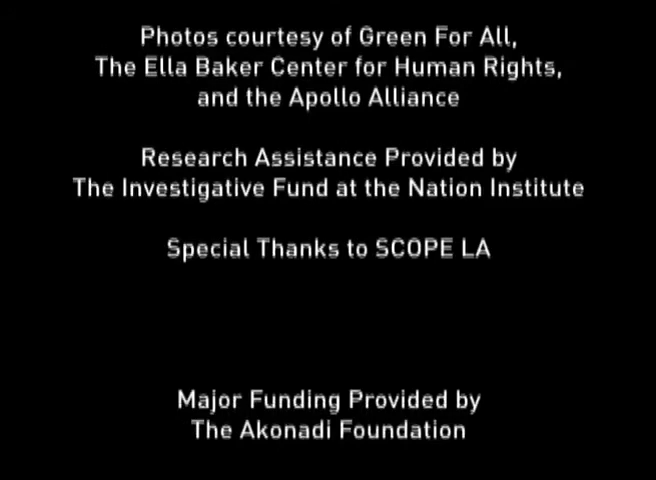 Photos courtesy of Green For All,
The Ella Baker Center for Human Rights,
and the Apollo Alliance
Research Assistance Provided by
The Investigative Fund at the Nation Institute
Special Thanks to SCOPE LA
Major Funding Provided by
The Akonadi Foundation